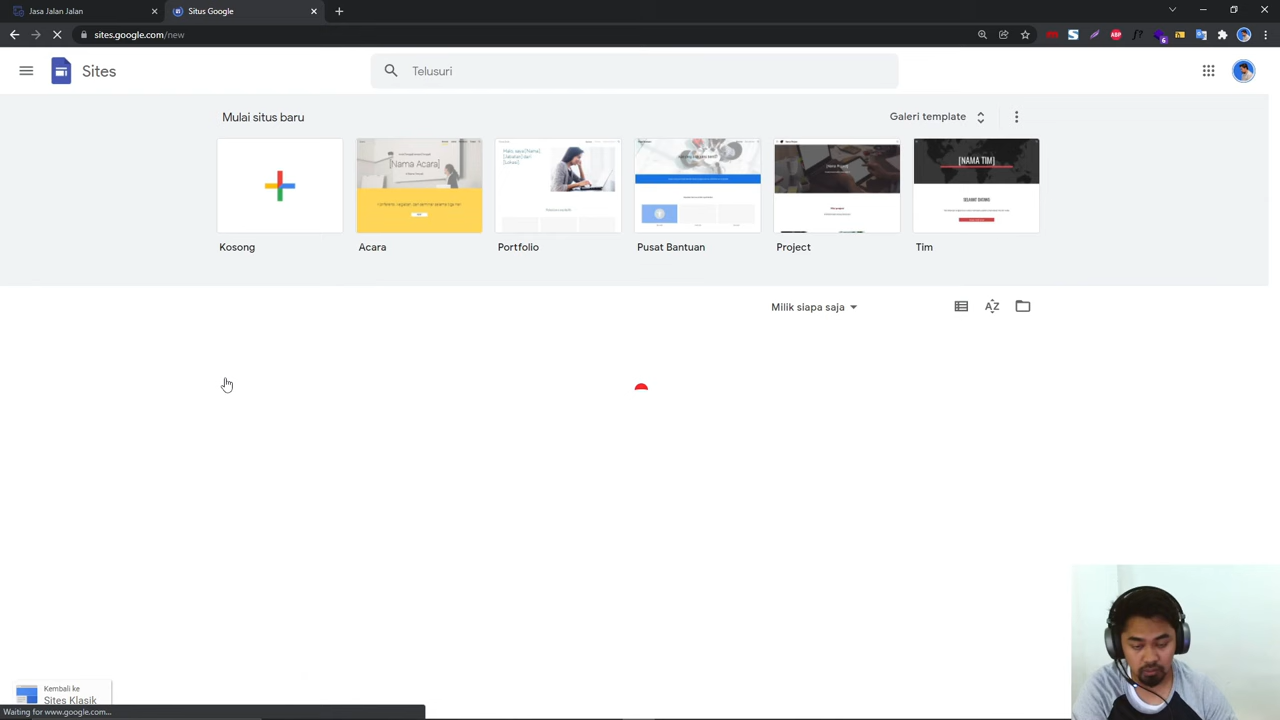 Jasa Jalan Jalan
Situs Google
sites.google.com/new
Sites
Telusuri
Mulai situs baru
Galeri template
[Nama Acara]
[NAMA TIM]
Kosong
Acara
Portfolio
Pusat Bantuan
Project
Tim
Milik siapa saja
AZ
Kembali ke
Sites Klasik
Waiting for www.google.com...